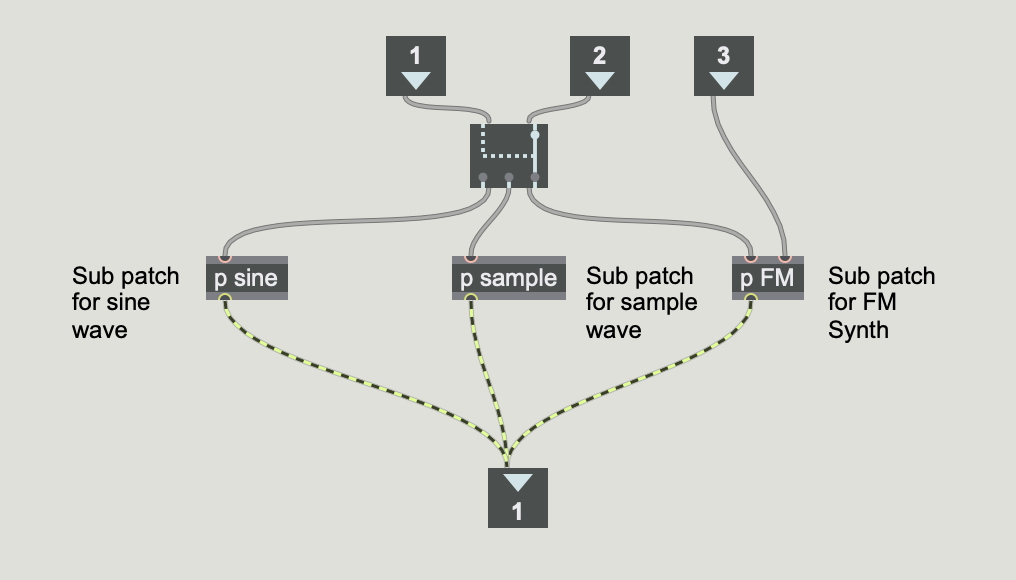 1
2
3
Sub patch
for sine
wave
p sine
p sample
Sub patch
for sample
wave
p FM
Sub patch
for FM
Synth
1